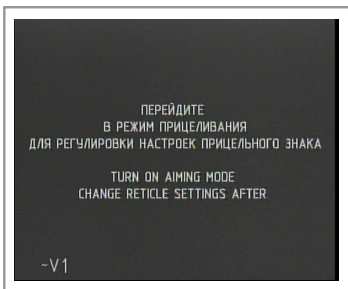 ПЕРЕЙДИТЕ
В РЕЖИМ ПРИЦЕЛИВАНИЯ
ДЛЯ РЕГУЛИРОВКИ НАСТРОЕК ПРИЦЕЛЬНОГО ЗНАКА
TURN ON AIMING MODE
CHANGE RETICLE SETTINGS AFTER
~V1